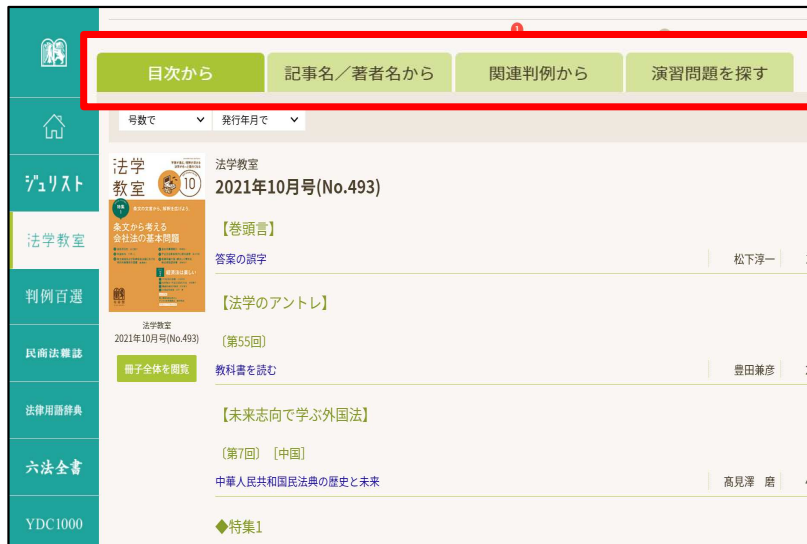 目次から
記事名／著者名から
関連判例から
演習問題を探す
号数で
発行年月で
ジュリスト
法学教室
判例百選
民商法雑誌
法律用語辞典
六法全書
YDC1000
法学
教室
10
条文から考える
会社法の基本問題
法学教室
2021年10月号(No.493)
冊子全体を閲覧
法学教室
2021年10月号(No.493)
【巻頭言】
答案の誤字
松下淳一
【法学のアントレ】
〔第55回〕
教科書を読む
豊田兼彦
【未来志向で学ぶ外国法】
〔第7回〕［中国］
中華人民共和国民法典の歴史と未来
髙見澤 磨
◆特集1